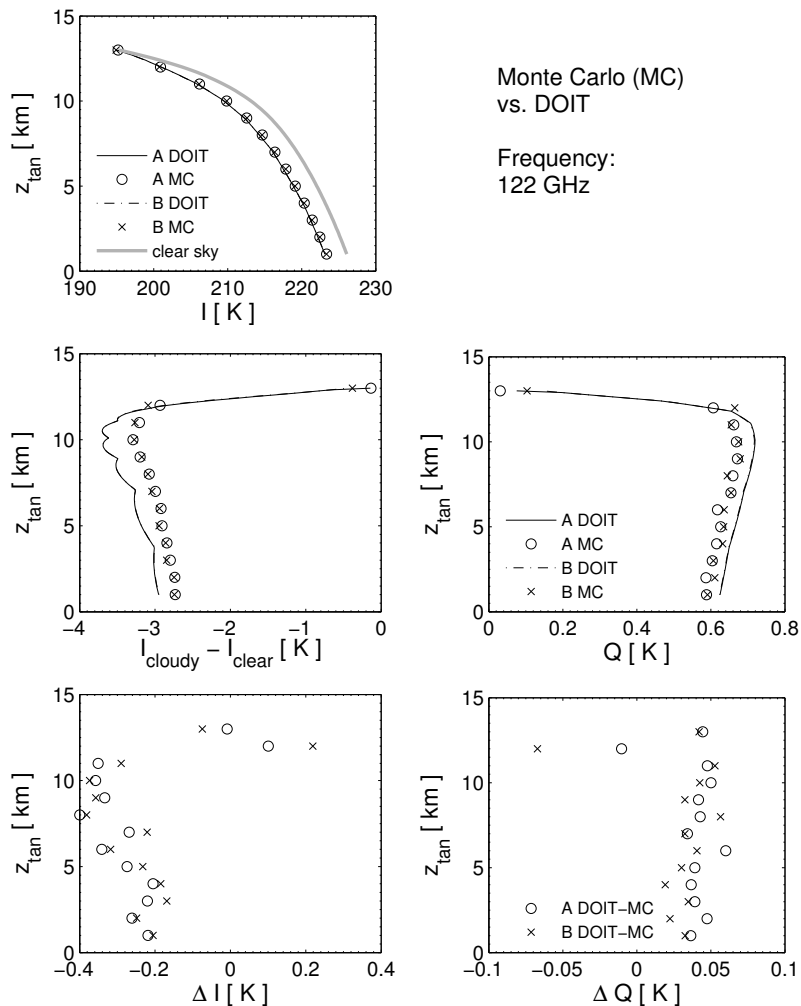 15
10
5
0
190 200 210 220 230
z_tan [ km ]
I [ K ]
A DOIT
A MC
B DOIT
B MC
clear sky
Monte Carlo (MC)
vs. DOIT
Frequency:
122 GHz
15
10
5
0
−4 −3 −2 −1 0
z_tan [ km ]
I_cloudy − I_clear [ K ]
15
10
5
0
0 0.2 0.4 0.6 0.8
z_tan [ km ]
Q [ K ]
A DOIT
A MC
B DOIT
B MC
15
10
5
0
−0.4 −0.2 0 0.2 0.4
z_tan [ km ]
Δ I [ K ]
15
10
5
0
−0.1 −0.05 0 0.05 0.1
z_tan [ km ]
Δ Q [ K ]
A DOIT−MC
B DOIT−MC